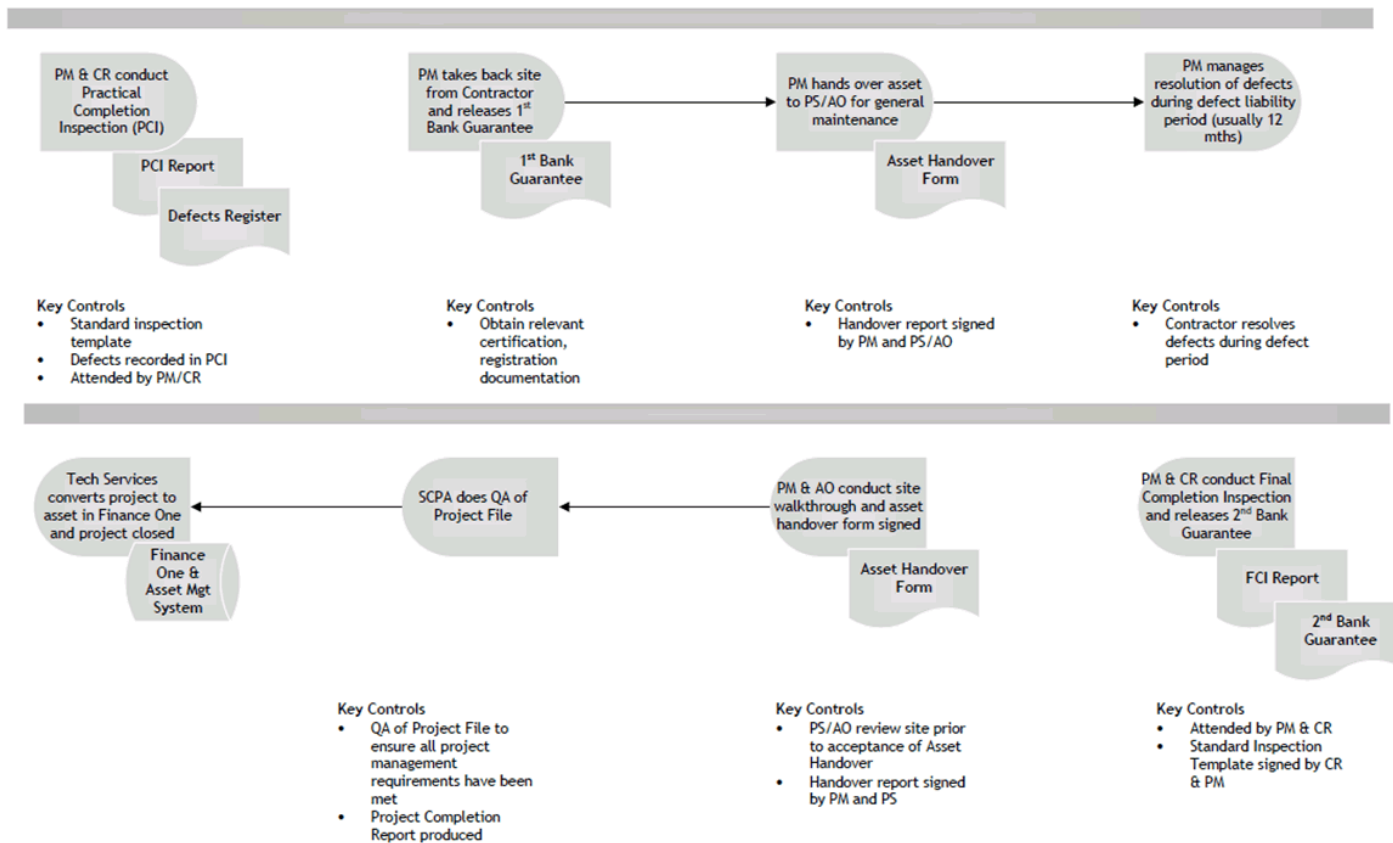 PM & CR conduct
Practical
Completion
Inspection (PCI)
PCI Report
Defects Register
PM takes back site
from Contractor
and releases 1st
Bank Guarantee
1st Bank
Guarantee
PM hands over asset
to PS/AO for general
maintenance
Asset Handover
Form
PM manages
resolution of defects
during defect liability
period (usually 12
mths)
Key Controls
• Standard inspection
template
• Defects recorded in PCI
• Attended by PM/CR
Key Controls
• Obtain relevant
certification,
registration
documentation
Key Controls
• Handover report signed
by PM and PS/AO
Key Controls
• Contractor resolves
defects during defect
period
Tech Services
converts project to
asset in Finance One
and project closed
Finance
One &
Asset Mgt
System
SCPA does QA of
Project File
PM & AO conduct site
walkthrough and asset
handover form signed
Asset Handover
Form
PM & CR conduct Final
Completion Inspection
and releases 2nd Bank
Guarantee
FCI Report
2nd Bank
Guarantee
Key Controls
• QA of Project File to
ensure all project
management
requirements have been
met
• Project Completion
Report produced
Key Controls
• PS/AO review site prior
to acceptance of Asset
Handover
• Handover report signed
by PM and PS
Key Controls
• Attended by PM & CR
• Standard Inspection
Template signed by CR
& PM